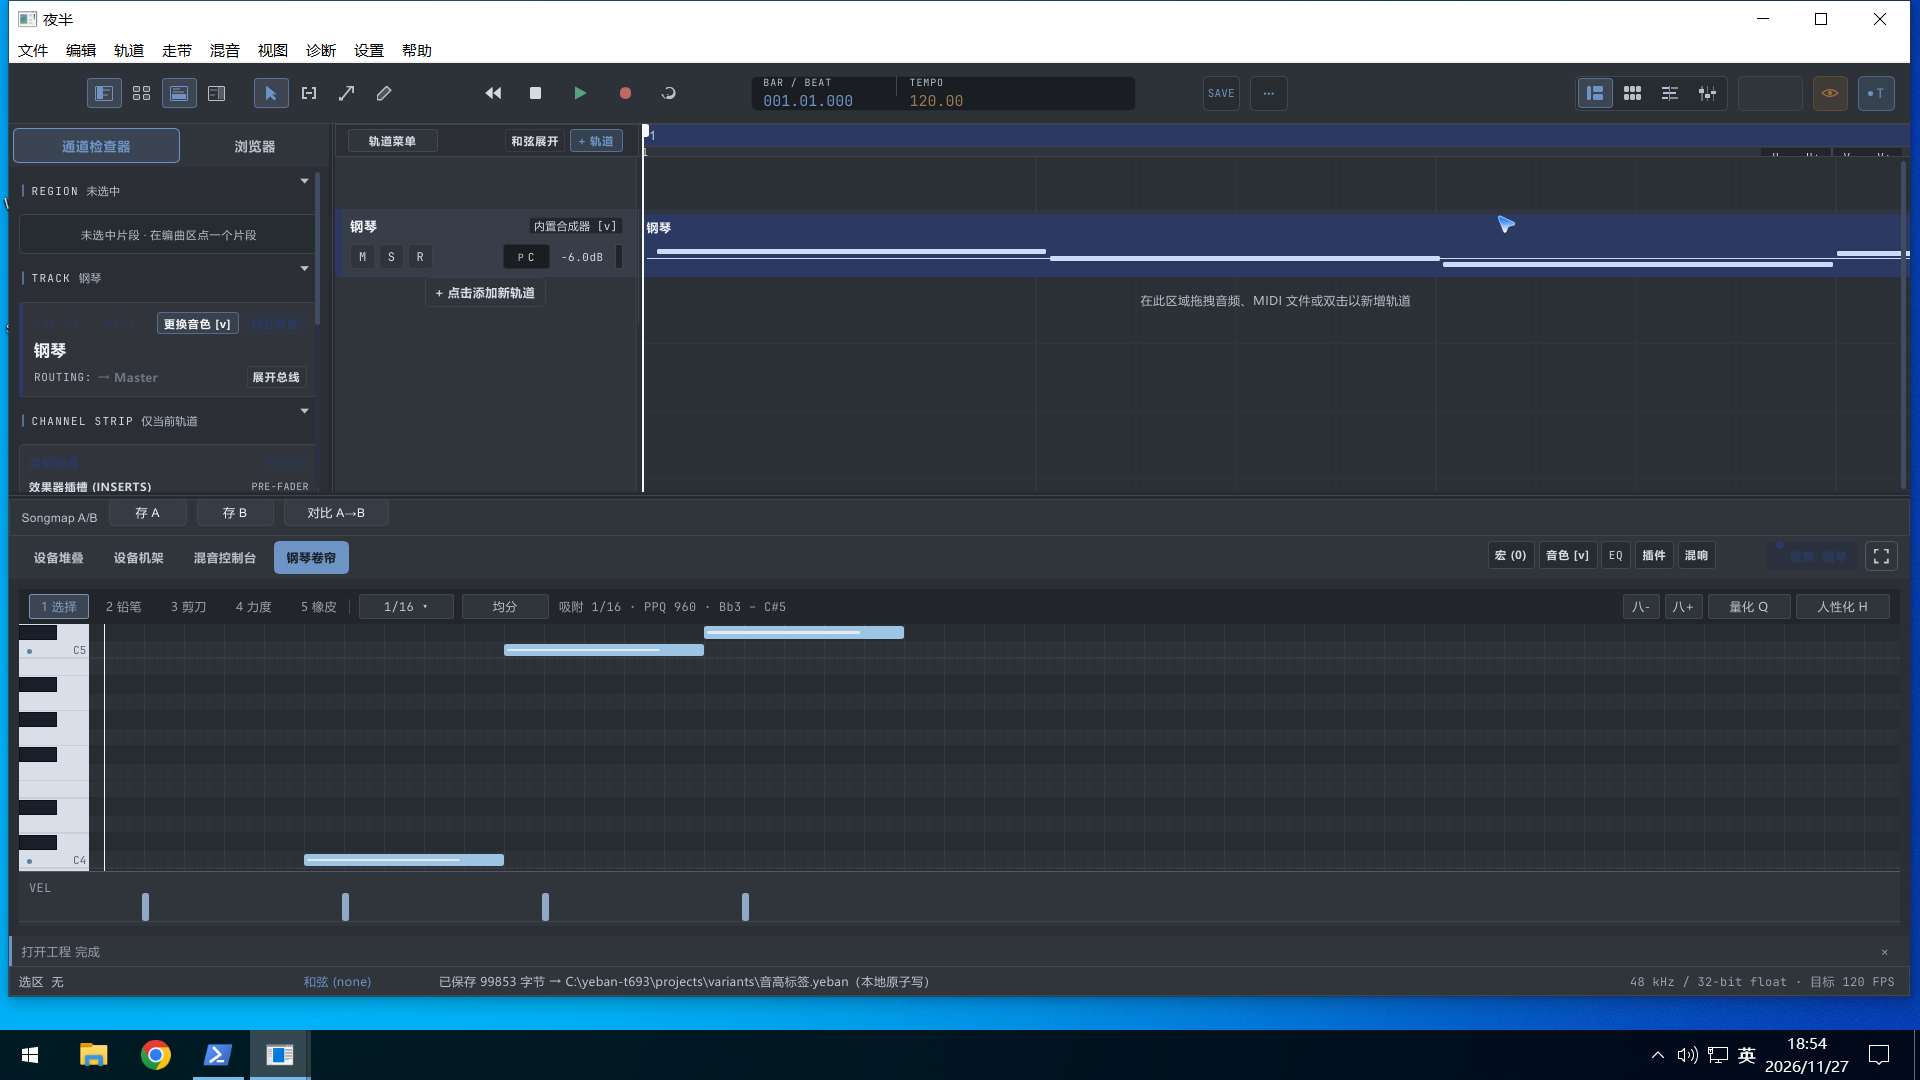 夜半
文件 编辑 轨道 走带 混音 视图 诊断 设置 帮助
BAR / BEAT
001.01.000
TEMPO
120.00
SAVE
...
T
通道检查器 浏览器
REGION 未选中
未选中片段 · 在编曲区点一个片段
TRACK 钢琴
更换音色 [v]
钢琴
ROUTING: → Master
展开总线
CHANNEL STRIP 仅当前轨道
效果器插槽 (INSERTS)
PRE-FADER
轨道菜单 和弦展开 + 轨道
1
1
钢琴 内置合成器 [v]
M S R P C -6.0dB
+ 点击添加新轨道
钢琴
在此区域拖拽音频、MIDI 文件或双击以新增轨道
Songmap A/B 存 A 存 B 对比 A→B
设备堆叠 设备机架 混音控制台 钢琴卷帘
宏 (0) 音色 [v] EQ 插件 混响
1 选择 2 铅笔 3 剪刀 4 力度 5 橡皮 1/16 均分 吸附 1/16 · PPQ 960 · Bb3 – C#5
八- 八+ 量化 Q 人性化 H
C5
C4
VEL
打开工程 完成
×
选区 无
和弦 (none)
已保存 99853 字节 → C:\yeban-t693\projects\variants\音高标签.yeban（本地原子写）
48 kHz / 32-bit float · 目标 120 FPS
英
18:54
2026/11/27